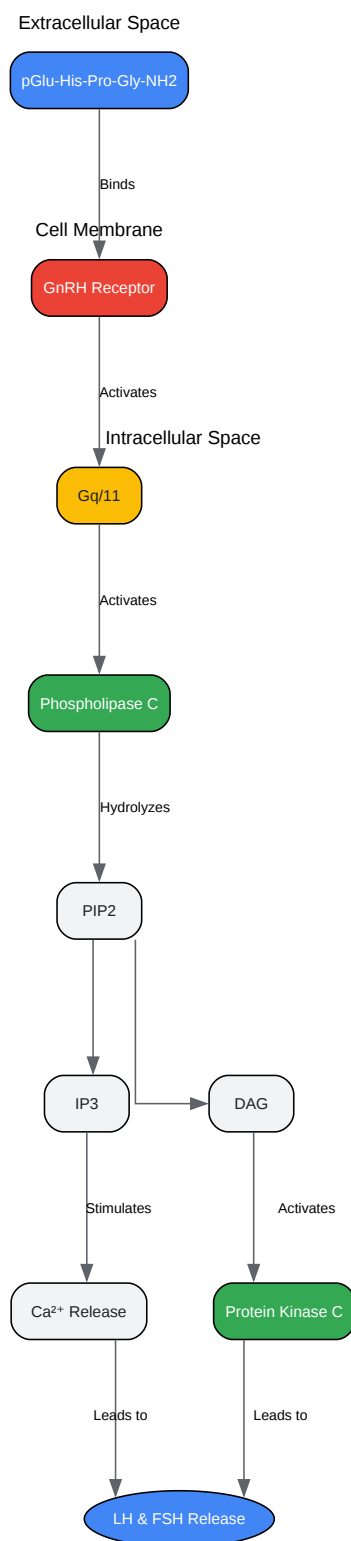 Extracellular Space
pGlu-His-Pro-Gly-NH2
Binds
Cell Membrane
GnRH Receptor
Activates
Intracellular Space
Gq/11
Activates
Phospholipase C
Hydrolyzes
PIP2
IP3
DAG
Stimulates
Activates
Ca²⁺ Release
Protein Kinase C
Leads to
Leads to
LH & FSH Release